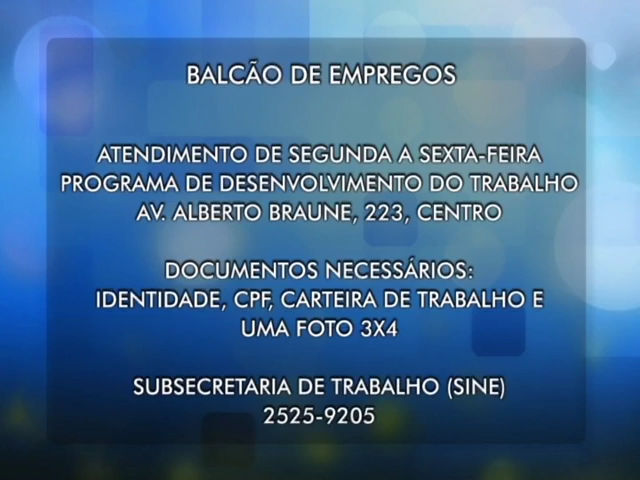 BALCÃO DE EMPREGOS
ATENDIMENTO DE SEGUNDA A SEXTA-FEIRA
PROGRAMA DE DESENVOLVIMENTO DO TRABALHO
AV. ALBERTO BRAUNE, 223, CENTRO
DOCUMENTOS NECESSÁRIOS:
IDENTIDADE, CPF, CARTEIRA DE TRABALHO E
UMA FOTO 3X4
SUBSECRETARIA DE TRABALHO (SINE)
2525-9205